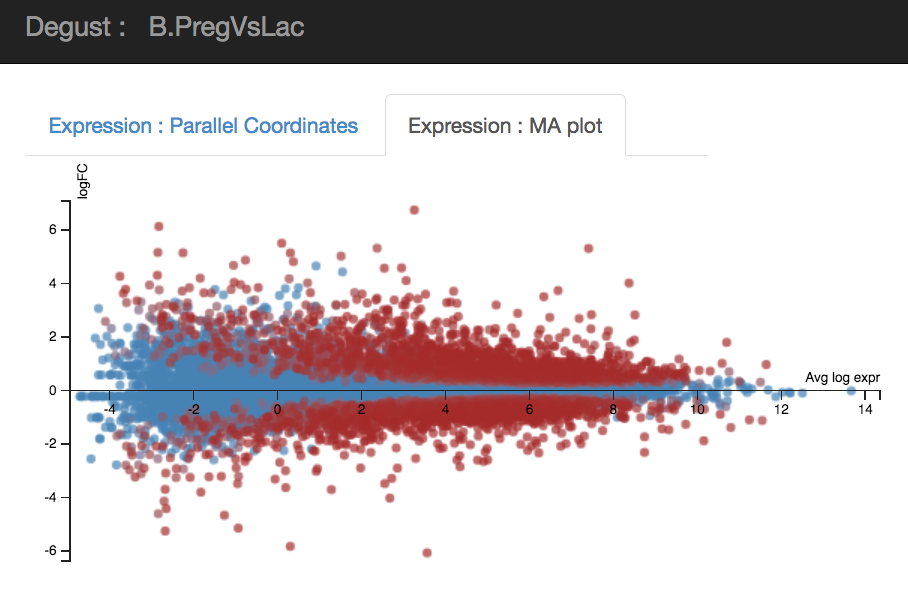 Degust : B.PregVsLac
Expression : Parallel Coordinates
Expression : MA plot
logFC
6
4
2
0
-2
-4
-6
Avg log expr
-4 -2 0 2 4 6 8 10 12 14